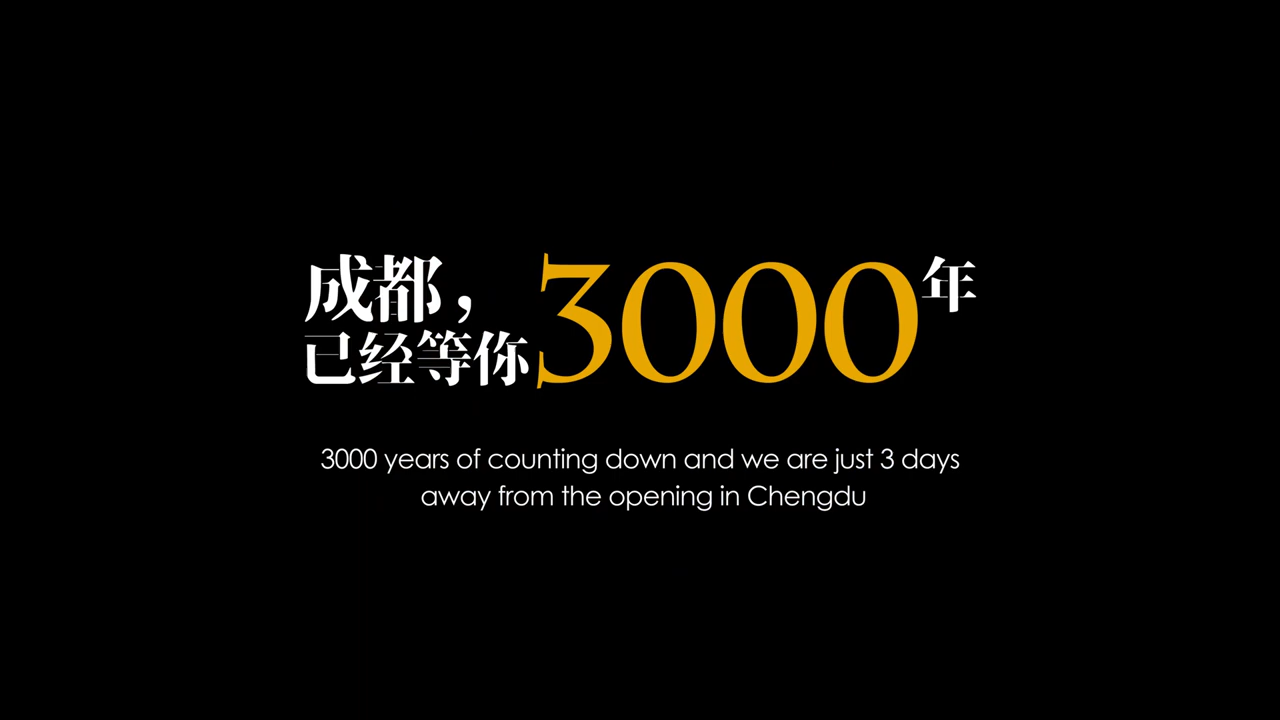 成都，
已经等你3000年
3000 years of counting down and we are just 3 days
away from the opening in Chengdu